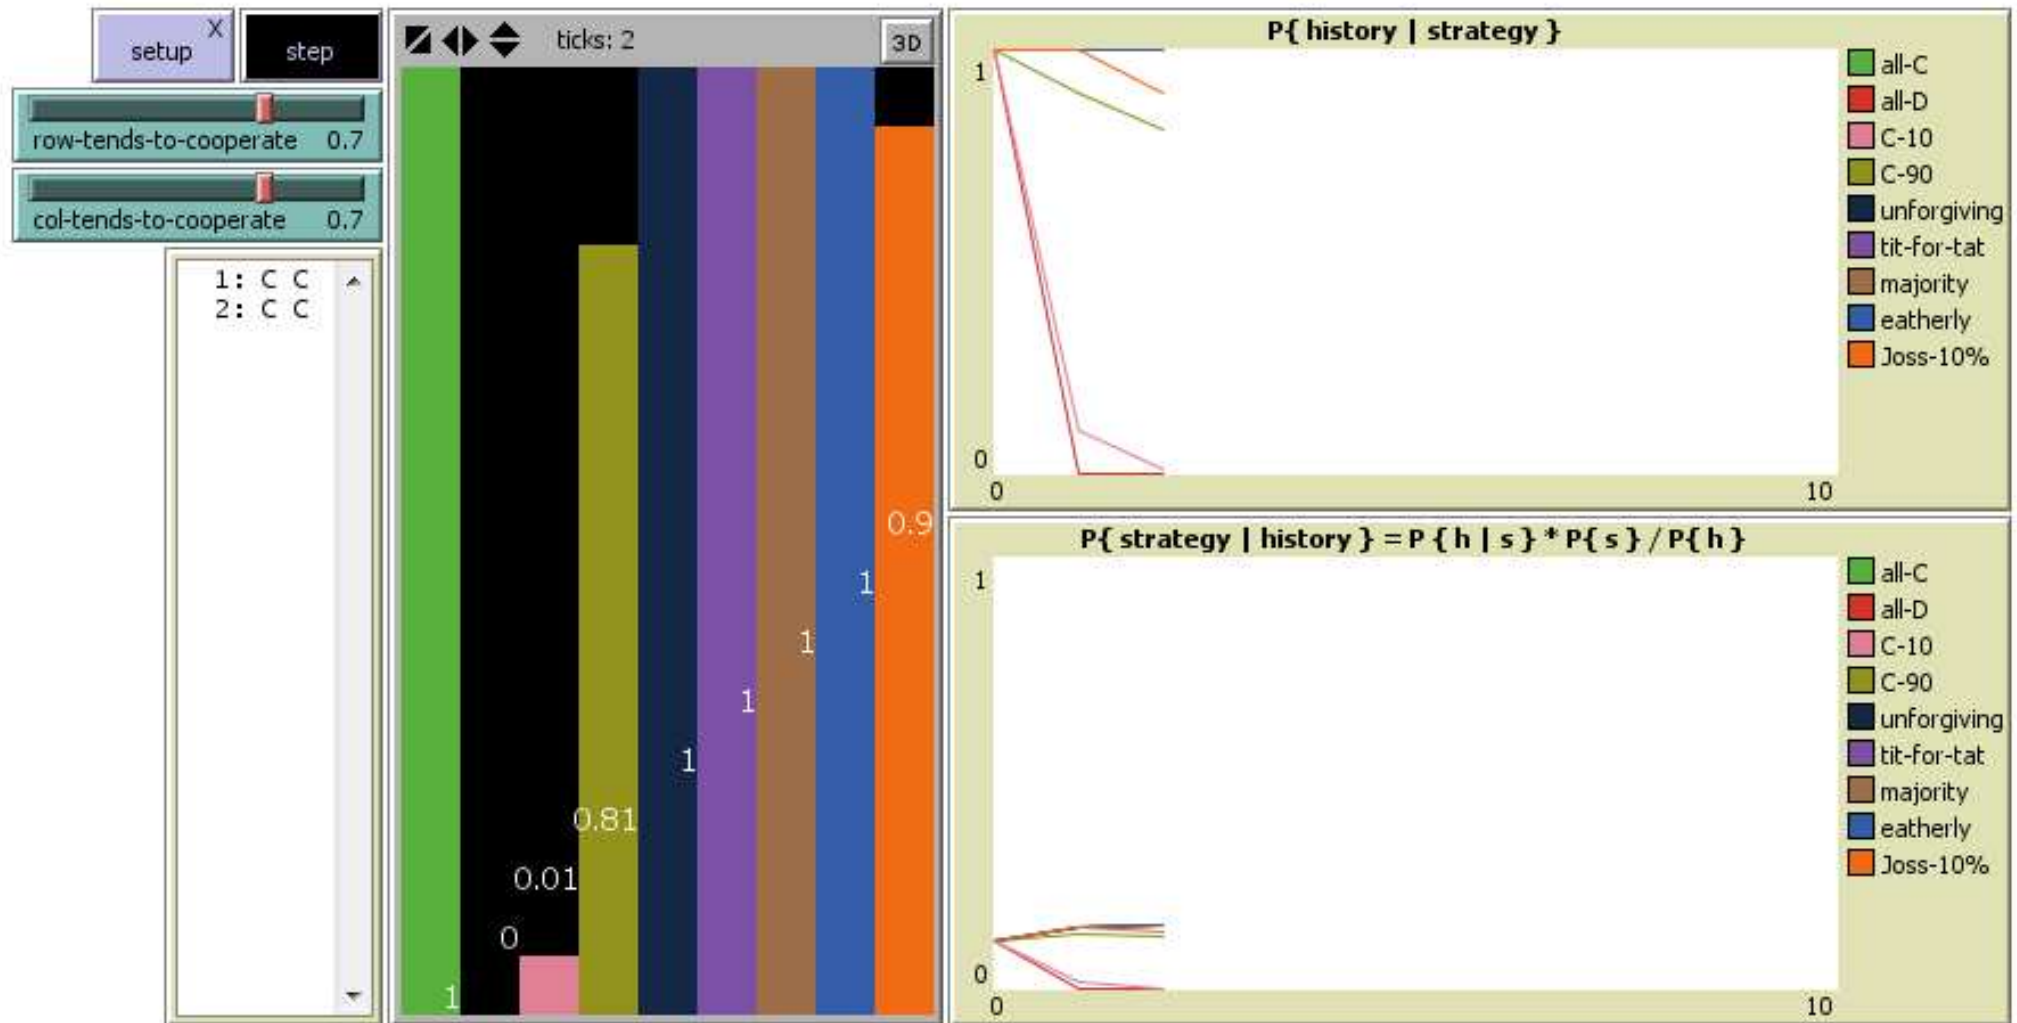 setup
X
step
row-tends-to-cooperate 0.7
col-tends-to-cooperate 0.7
1: C C
2: C C
ticks: 2
3D
0.9
1
1
1
1
0.81
0.01
0
1
P{ history | strategy }
1
0
0
10
all-C
all-D
C-10
C-90
unforgiving
tit-for-tat
majority
eatherly
Joss-10%
P{ strategy | history } = P { h | s } * P{ s } / P{ h }
1
0
0
10
all-C
all-D
C-10
C-90
unforgiving
tit-for-tat
majority
eatherly
Joss-10%